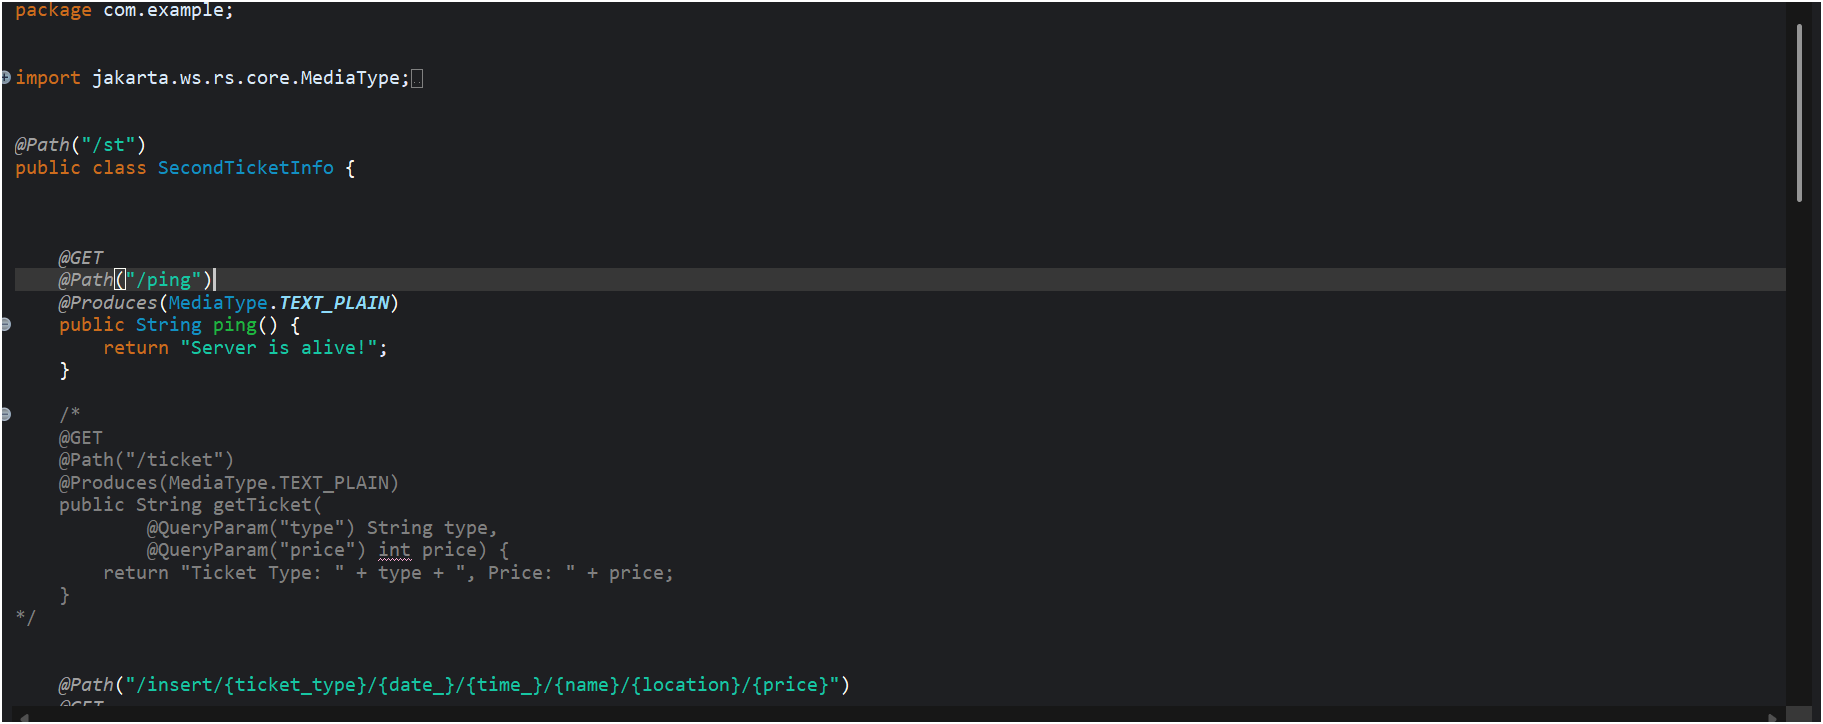 package com.example;
import jakarta.ws.rs.core.MediaType;
@Path("/st")
public class SecondTicketInfo {
@GET
@Path("/ping")
@Produces(MediaType.TEXT_PLAIN)
public String ping() {
return "Server is alive!";
}
/*
@GET
@Path("/ticket")
@Produces(MediaType.TEXT_PLAIN)
public String getTicket(
@QueryParam("type") String type,
@QueryParam("price") int price) {
return "Ticket Type: " + type + ", Price: " + price;
}
*/
@Path("/insert/{ticket_type}/{date_}/{time_}/{name}/{location}/{price}")
@GET